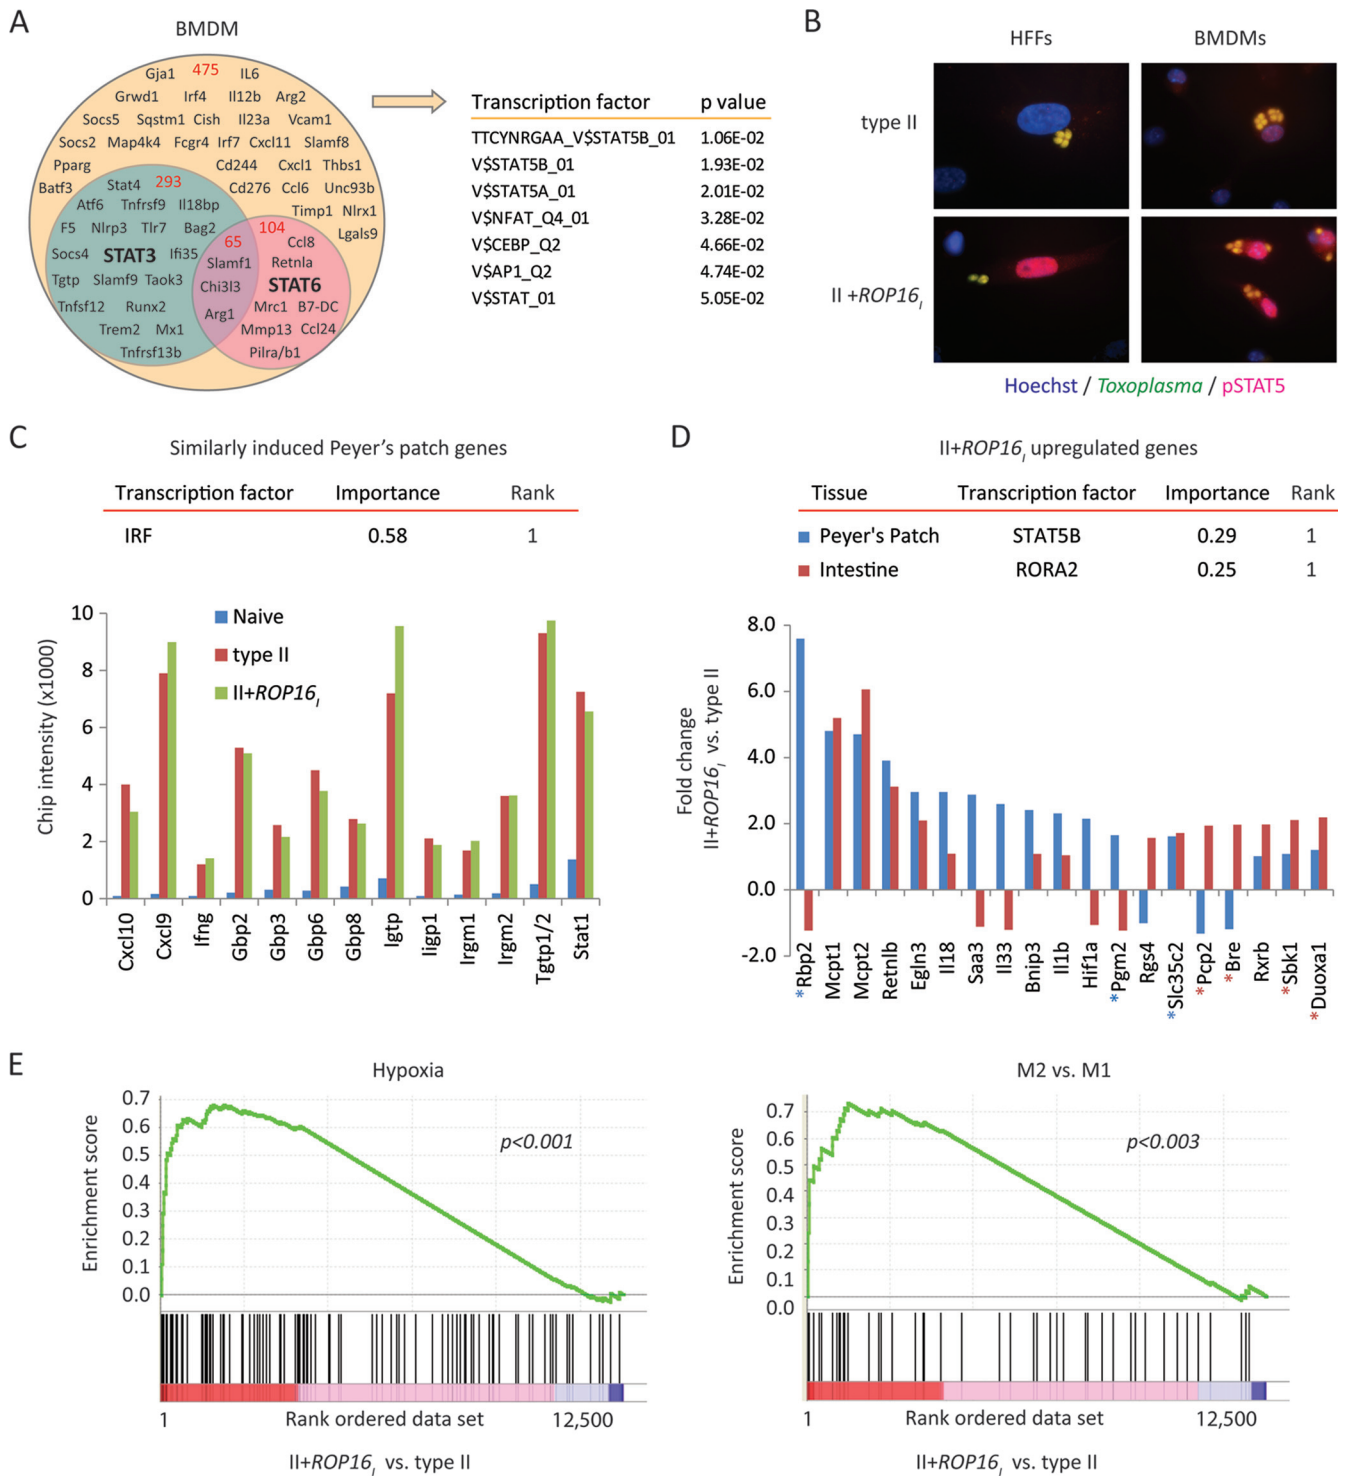 A
BMDM
Gja1 475 IL6
Grwd1 Irf4 Il12b Arg2
Socs5 Sqstm1 Cish Il23a Vcam1
Socs2 Map4k4 Fcgr4 Irf7 Cxcl11 Slamf8
Pparg Cd244 Cxcl1 Thbs1
Batf3 Stat4 293 Cd276 Ccl6 Unc93b
Atf6 Tnfrsf9 Il18bp Timp1 Nlrx1
F5 Nlrp3 Tlr7 Bag2 104 Lgals9
65 Ccl8
Socs4 STAT3 Ifi35 Slamf1 Retnla
Tgtp Slamf9 Taok3 Chi3l3 STAT6
Tnfsf12 Runx2 Arg1 Mrc1 B7-DC
Trem2 Mx1 Mmp13 Ccl24
Tnfrsf13b Pilra/b1
Transcription factor p value
TTCYNRGAA_V$STAT5B_01 1.06E-02
V$STAT5B_01 1.93E-02
V$STAT5A_01 2.01E-02
V$NFAT_Q4_01 3.28E-02
V$CEBP_Q2 4.66E-02
V$AP1_Q2 4.74E-02
V$STAT_01 5.05E-02
B
HFFs BMDMs
type II
II +ROP16I
Hoechst / Toxoplasma / pSTAT5
C
Similarly induced Peyer's patch genes
Transcription factor Importance Rank
IRF 0.58 1
Chip intensity (x1000)
10
8
6
4
2
0
Naive
type II
II+ROP16I
Cxcl10
Cxcl9
Ifng
Gbp2
Gbp3
Gbp6
Gbp8
Igtp
Iigp1
Irgm1
Irgm2
Tgtp1/2
Stat1
D
II+ROP16I upregulated genes
Tissue Transcription factor Importance Rank
Peyer's Patch STAT5B 0.29 1
Intestine RORA2 0.25 1
Fold change
II+ROP16I vs. type II
8.0
6.0
4.0
2.0
0.0
-2.0
*Rbp2
Mcpt1
Mcpt2
Retnlb
Egln3
Il18
Saa3
Il33
Bnip3
Il1b
Hif1a
*Pgm2
Rgs4
*Slc35c2
*Pcp2
*Bre
Rxrb
*Sbk1
*Duoxa1
E
Hypoxia
Enrichment score
0.7
0.6
0.5
0.4
0.3
0.2
0.1
0.0
p<0.001
1 Rank ordered data set 12,500
II+ROP16I vs. type II
M2 vs. M1
Enrichment score
0.7
0.6
0.5
0.4
0.3
0.2
0.1
0.0
p<0.003
1 Rank ordered data set 12,500
II+ROP16I vs. type II